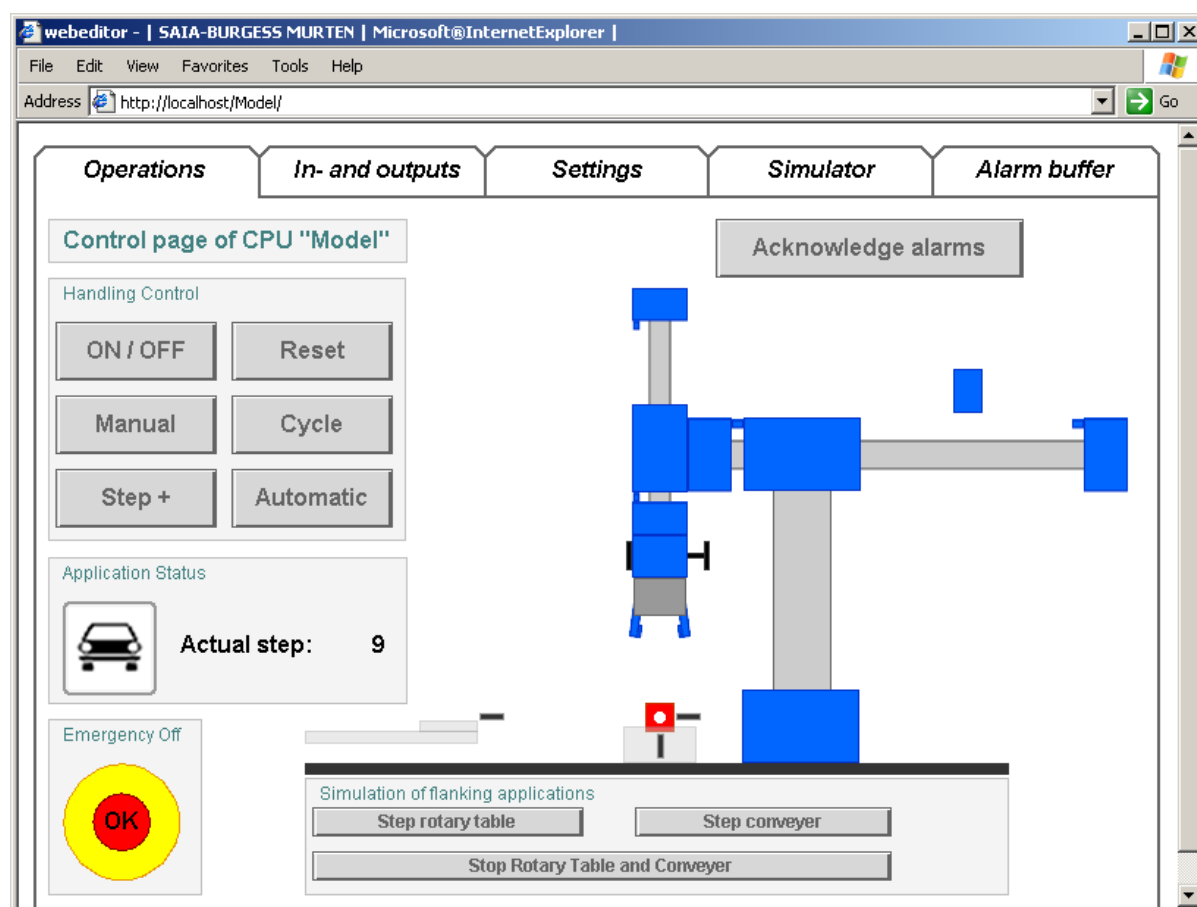 webeditor - | SAIA-BURGESS MURTEN | Microsoft®InternetExplorer |
File Edit View Favorites Tools Help
Address http://localhost/Model/ Go
Operations In- and outputs Settings Simulator Alarm buffer
Control page of CPU "Model"
Acknowledge alarms
Handling Control
ON / OFF Reset
Manual Cycle
Step + Automatic
Application Status
Actual step: 9
Emergency Off
OK
Simulation of flanking applications
Step rotary table Step conveyer
Stop Rotary Table and Conveyer